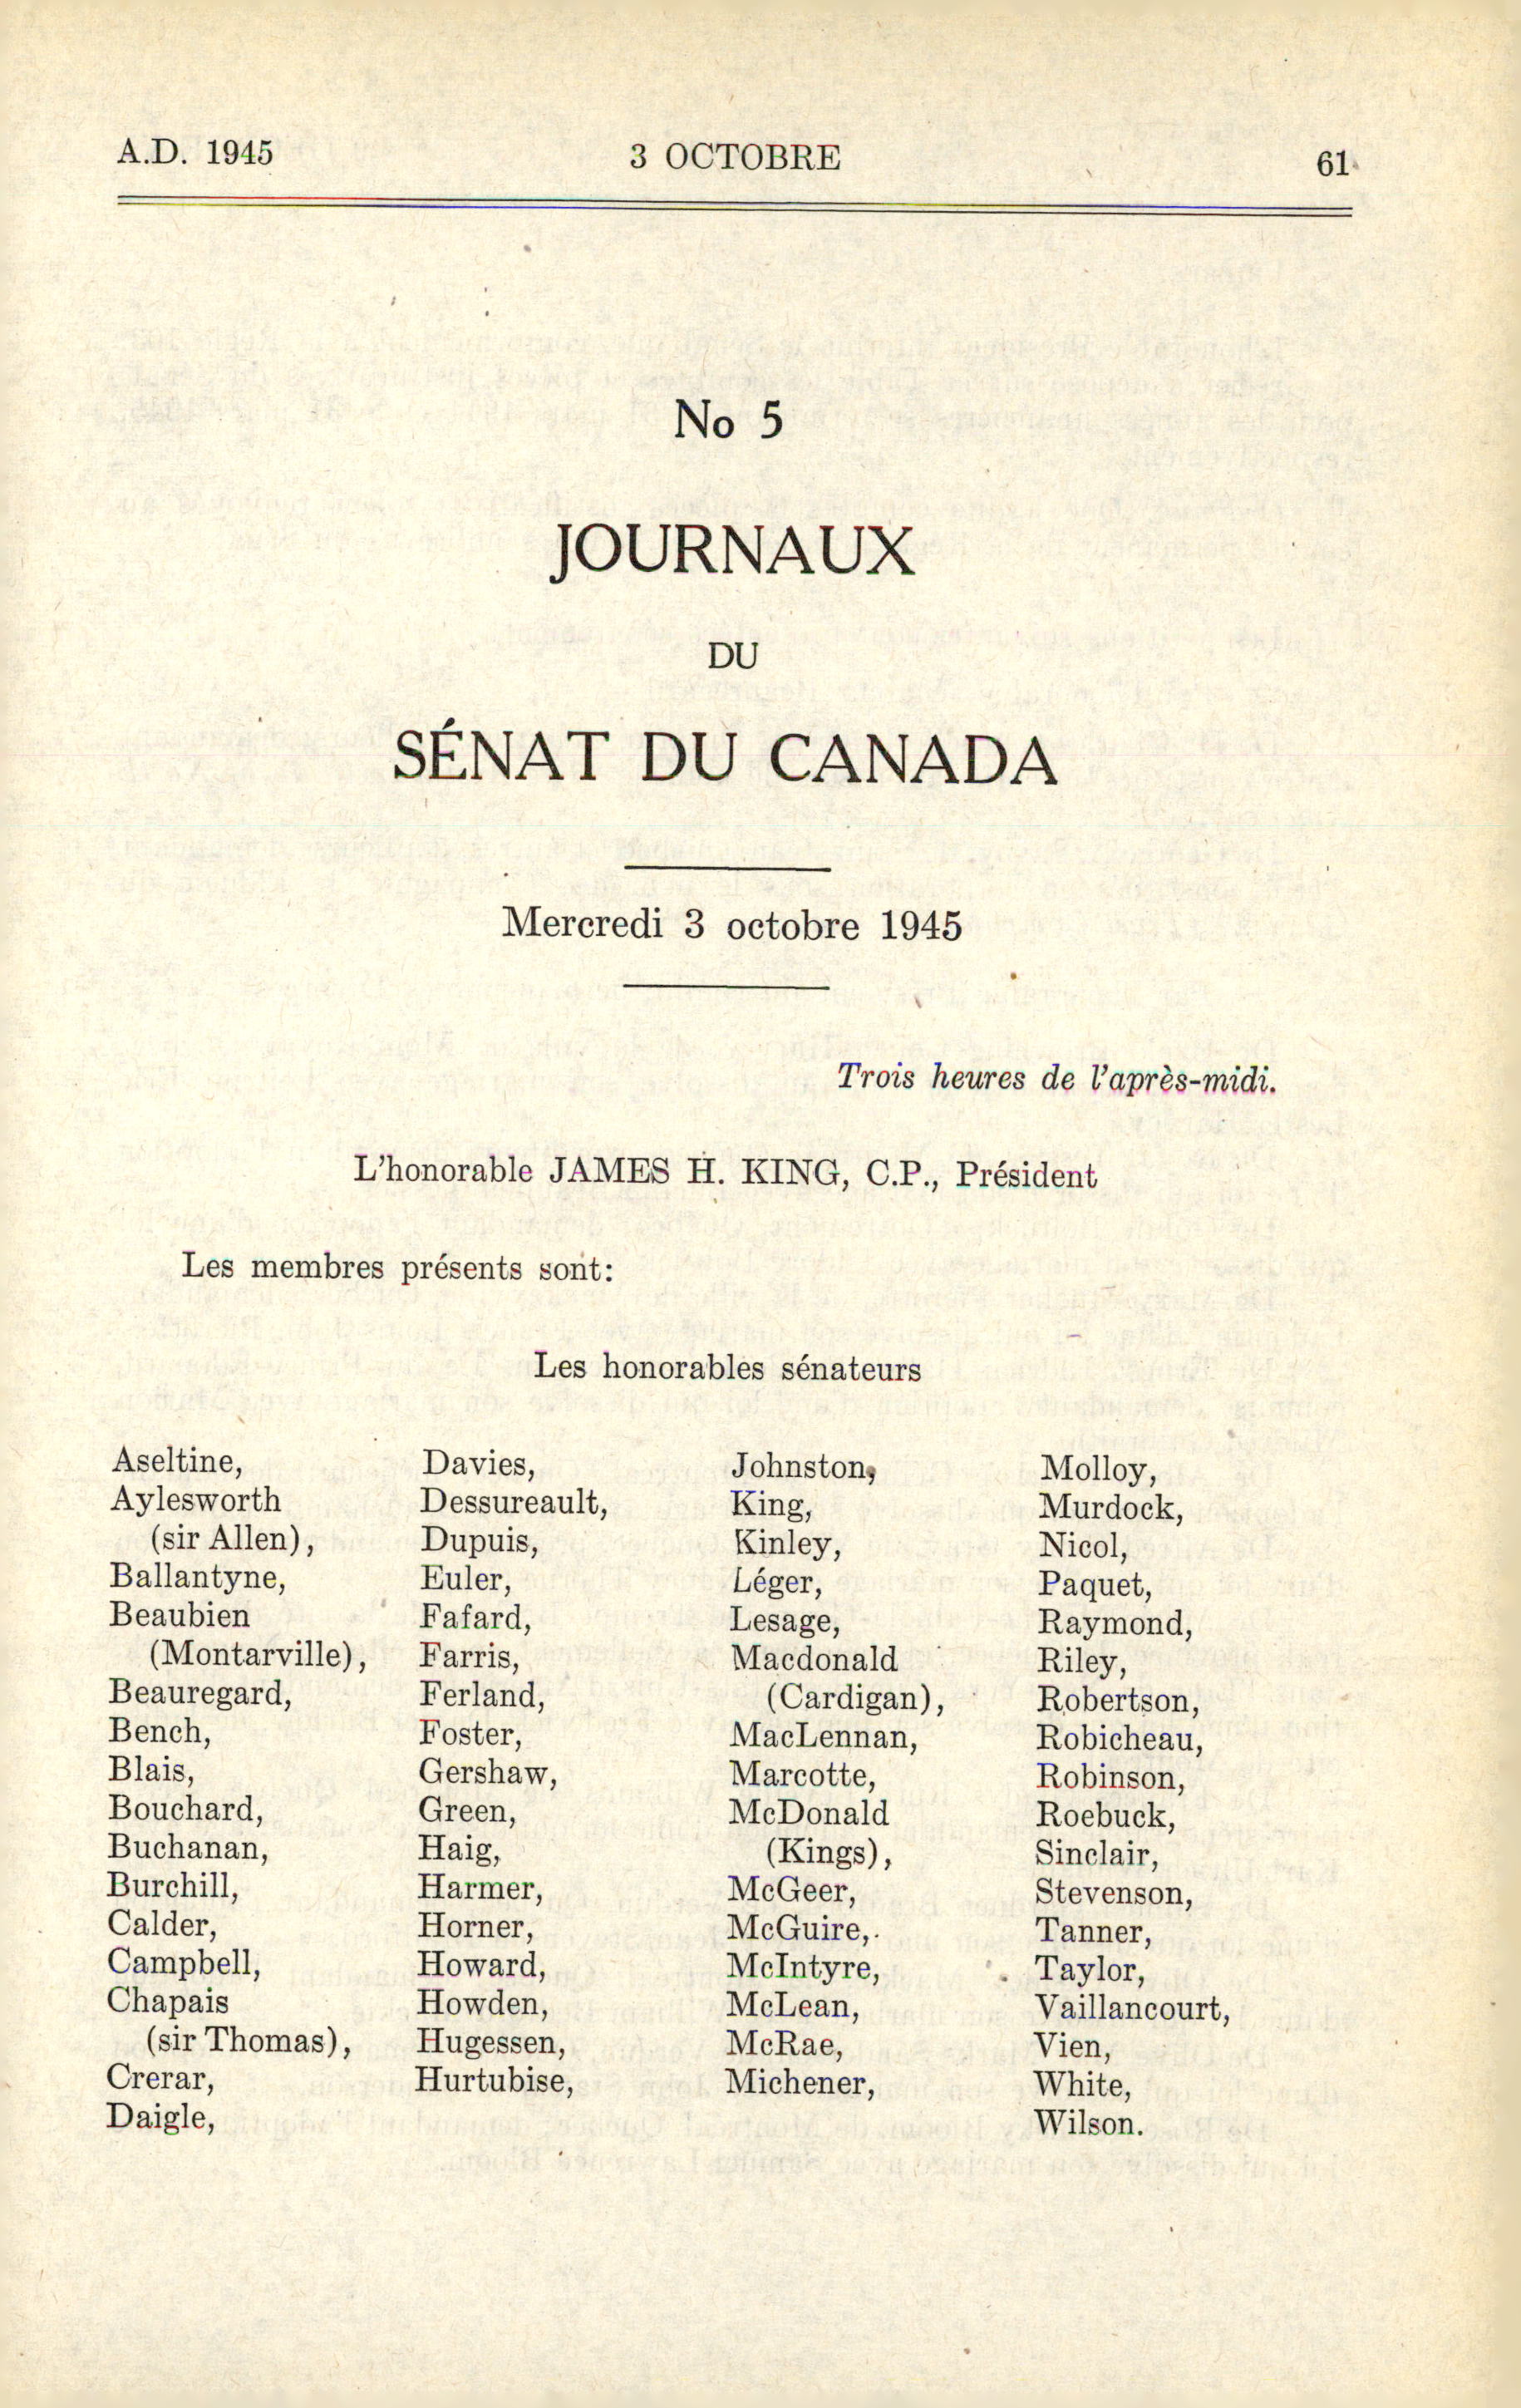 A.D. 1945 3 OCTOBRE 61
No 5
JOURNAUX
DU
SÉNAT DU CANADA
Mercredi 3 octobre 1945
Trois heures de l'après-midi.
L'honorable JAMES H. KING, C.P., Président
Les membres présents sont:
Les honorables sénateurs
Aseltine,
Aylesworth
(sir Allen),
Ballantyne,
Beaubien
(Montarville),
Beauregard,
Bench,
Blais,
Bouchard,
Buchanan,
Burchill,
Calder,
Campbell,
Chapais
(sir Thomas),
Crerar,
Daigle,
Davies,
Dessureault,
Dupuis,
Euler,
Fafard,
Farris,
Ferland,
Foster,
Gershaw,
Green,
Haig,
Harmer,
Horner,
Howard,
Howden,
Hugessen,
Hurtubise,
Johnston,
King,
Kinley,
Léger,
Lesage,
Macdonald
(Cardigan),
MacLennan,
Marcotte,
McDonald
(Kings),
McGeer,
McGuire,
McIntyre,
McLean,
McRae,
Michener,
Molloy,
Murdock,
Nicol,
Paquet,
Raymond,
Riley,
Robertson,
Robicheau,
Robinson,
Roebuck,
Sinclair,
Stevenson,
Tanner,
Taylor,
Vaillancourt,
Vien,
White,
Wilson.